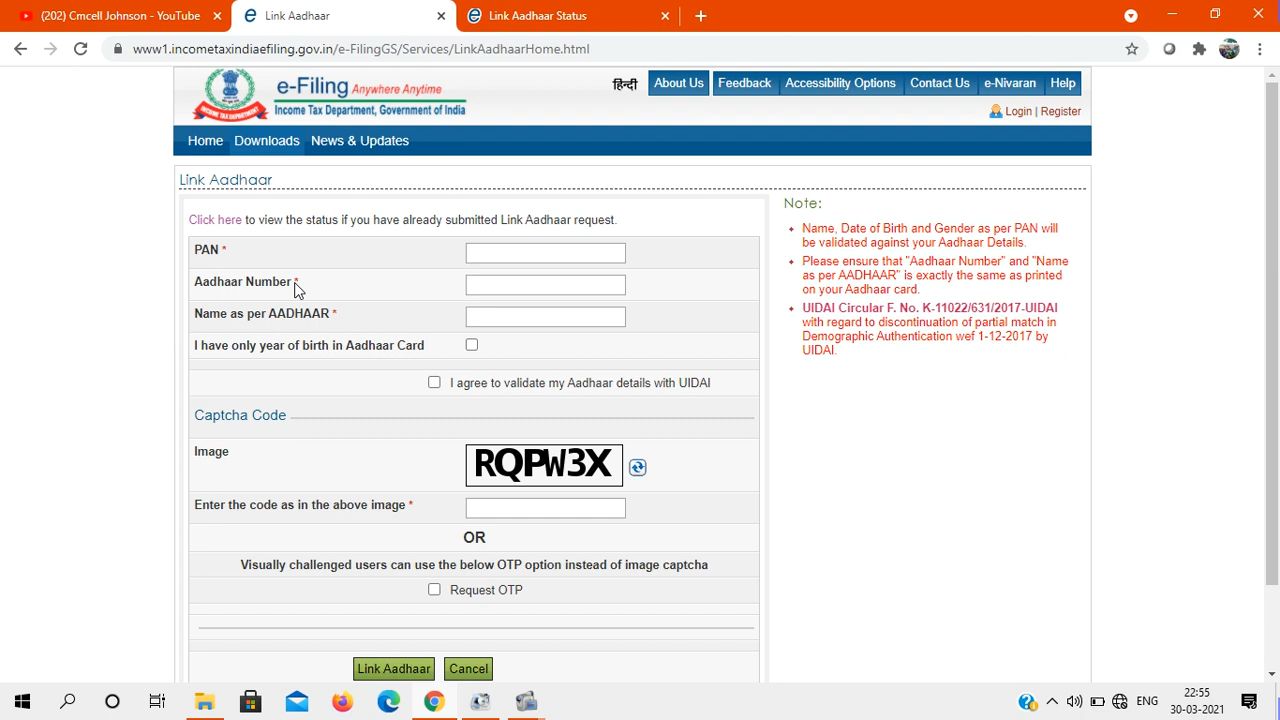 (202) Cmcell Johnson - YouTube
Link Aadhaar
Link Aadhaar Status
www1.incometaxindiaefiling.gov.in/e-FilingGS/Services/LinkAadhaarHome.html
e-Filing Anywhere Anytime
Income Tax Department, Government of India
हिन्दी About Us Feedback Accessibility Options Contact Us e-Nivaran Help
Login | Register
Home Downloads News & Updates
Link Aadhaar
Click here to view the status if you have already submitted Link Aadhaar request.
PAN *
Aadhaar Number *
Name as per AADHAAR *
I have only year of birth in Aadhaar Card
I agree to validate my Aadhaar details with UIDAI
Captcha Code
Image
RQPW3X
Enter the code as in the above image *
OR
Visually challenged users can use the below OTP option instead of image captcha
Request OTP
Link Aadhaar Cancel
Note:
Name, Date of Birth and Gender as per PAN will
be validated against your Aadhaar Details.
Please ensure that "Aadhaar Number" and "Name
as per AADHAAR" is exactly the same as printed
on your Aadhaar card.
UIDAI Circular F. No. K-11022/631/2017-UIDAI
with regard to discontinuation of partial match in
Demographic Authentication wef 1-12-2017 by
UIDAI.
ENG
22:55
30-03-2021